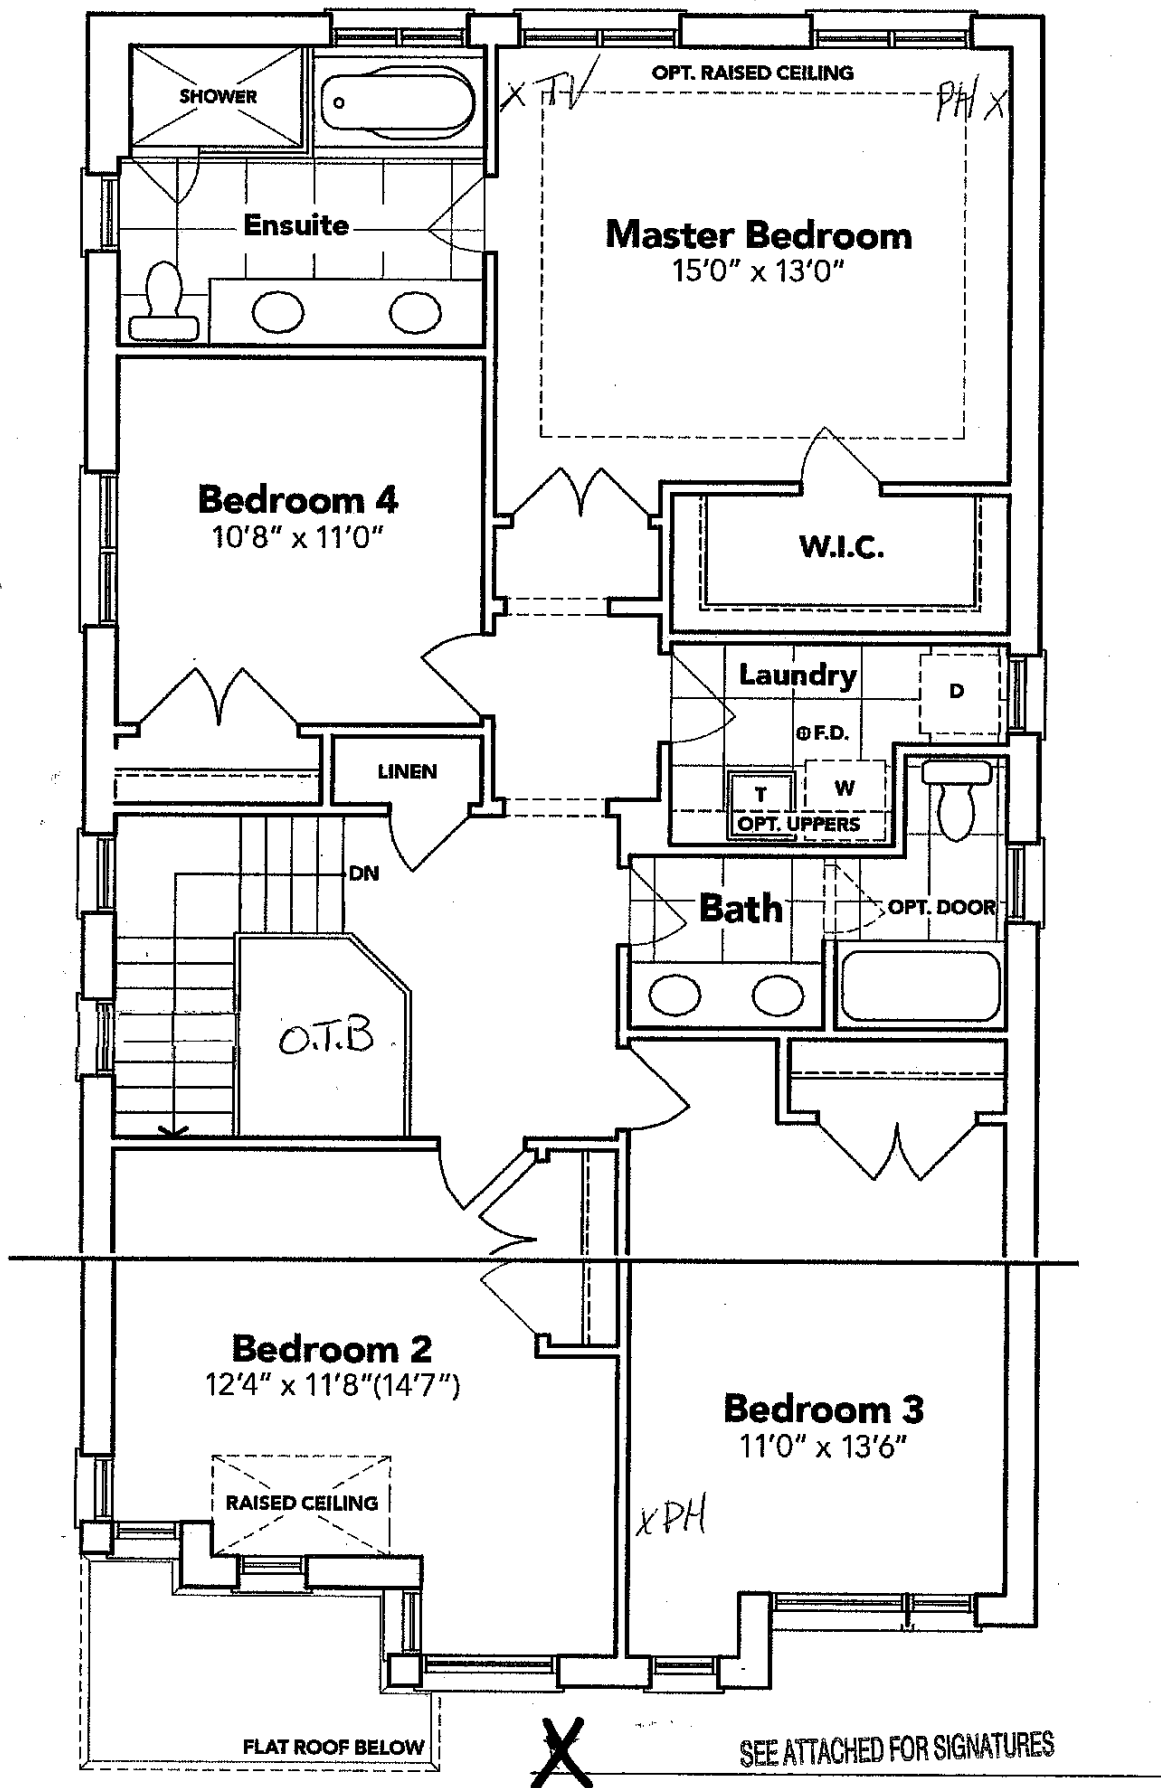 OPT. RAISED CEILING
SHOWER
x TV
PH x
Ensuite
Master Bedroom
15'0" x 13'0"
Bedroom 4
10'8" x 11'0"
W.I.C.
Laundry
D
F.D.
LINEN
T
W
OPT. UPPERS
DN
Bath
OPT. DOOR
O.T.B
Bedroom 2
12'4" x 11'8"(14'7")
Bedroom 3
11'0" x 13'6"
RAISED CEILING
x PH
FLAT ROOF BELOW
X
SEE ATTACHED FOR SIGNATURES